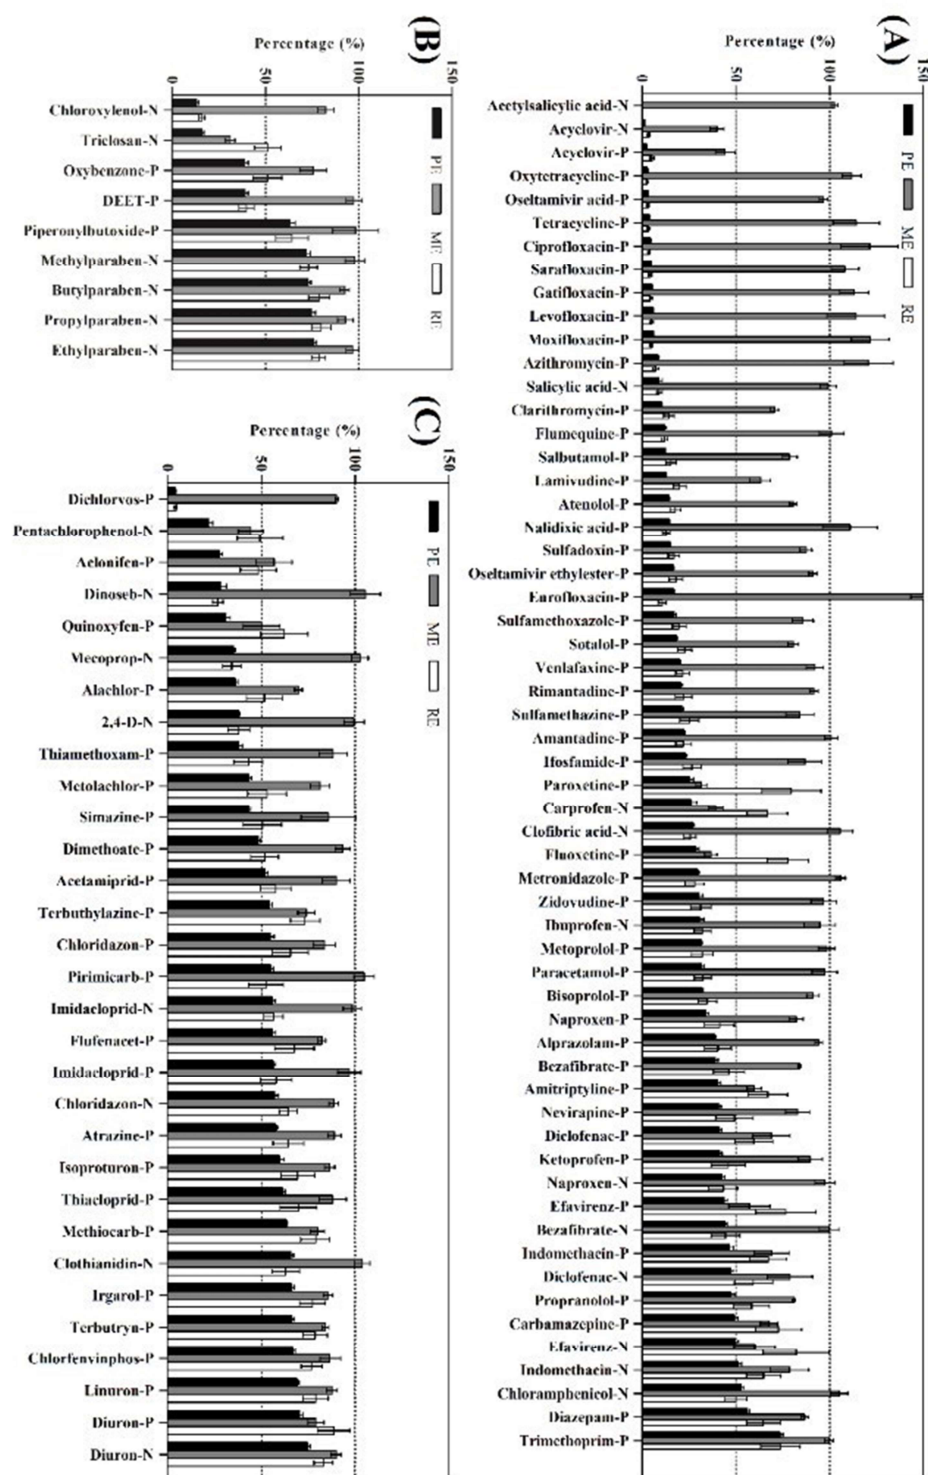 (A)
Percentage (%)
0
50
100
150
PE
ME
RE
Acetylsalicylic acid-N
Acyclovir-N
Acyclovir-P
Oxytetracycline-P
Oseltamivir acid-P
Tetracycline-P
Ciprofloxacin-P
Sarafloxacin-P
Gatifloxacin-P
Levofloxacin-P
Moxifloxacin-P
Azithromycin-P
Salicylic acid-N
Clarithromycin-P
Flumequine-P
Salbutamol-P
Lamivudine-P
Atenolol-P
Nalidixic acid-P
Sulfadoxin-P
Oseltamivir ethylester-P
Enrofloxacin-P
Sulfamethoxazole-P
Sotalol-P
Venlafaxine-P
Rimantadine-P
Sulfamethazine-P
Amantadine-P
Ifosfamide-P
Paroxetine-P
Carprofen-N
Clofibric acid-N
Fluoxetine-P
Metronidazole-P
Zidovudine-P
Ibuprofen-N
Metoprolol-P
Paracetamol-P
Bisoprolol-P
Naproxen-P
Alprazolam-P
Bezafibrate-P
Amitriptyline-P
Nevirapine-P
Diclofenac-P
Ketoprofen-P
Naproxen-N
Efavirenz-P
Bezafibrate-N
Indomethacin-P
Diclofenac-N
Propranolol-P
Carbamazepine-P
Efavirenz-N
Indomethacin-N
Chloramphenicol-N
Diazepam-P
Trimethoprim-P
(B)
Percentage (%)
0
50
100
150
PE
ME
RE
Chloroxylenol-N
Triclosan-N
Oxybenzone-P
DEET-P
Piperonylbutoxide-P
Methylparaben-N
Butylparaben-N
Propylparaben-N
Ethylparaben-N
(C)
Percentage (%)
0
50
100
150
PE
ME
RE
Dichlorvos-P
Pentachlorophenol-N
Aclonifen-P
Dinoseb-N
Quinoxyfen-P
Mecoprop-N
Alachlor-P
2,4-D-N
Thiamethoxam-P
Metolachlor-P
Simazine-P
Dimethoate-P
Acetamiprid-P
Terbuthylazine-P
Chloridazon-P
Pirimicarb-P
Imidacloprid-N
Flufenacet-P
Imidacloprid-P
Chloridazon-N
Atrazine-P
Isoproturon-P
Thiacloprid-P
Methiocarb-P
Clothianidin-N
Irgarol-P
Terbutryn-P
Chlorfenvinphos-P
Linuron-P
Diuron-P
Diuron-N